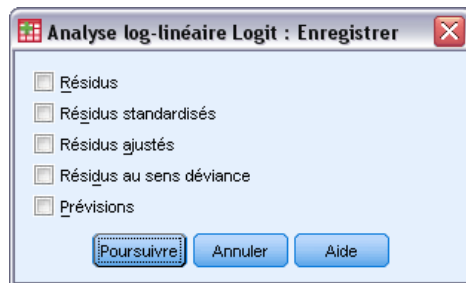 Analyse log-linéaire Logit : Enregistrer
Résidus
Résidus standardisés
Résidus ajustés
Résidus au sens déviance
Prévisions
Poursuivre Annuler Aide